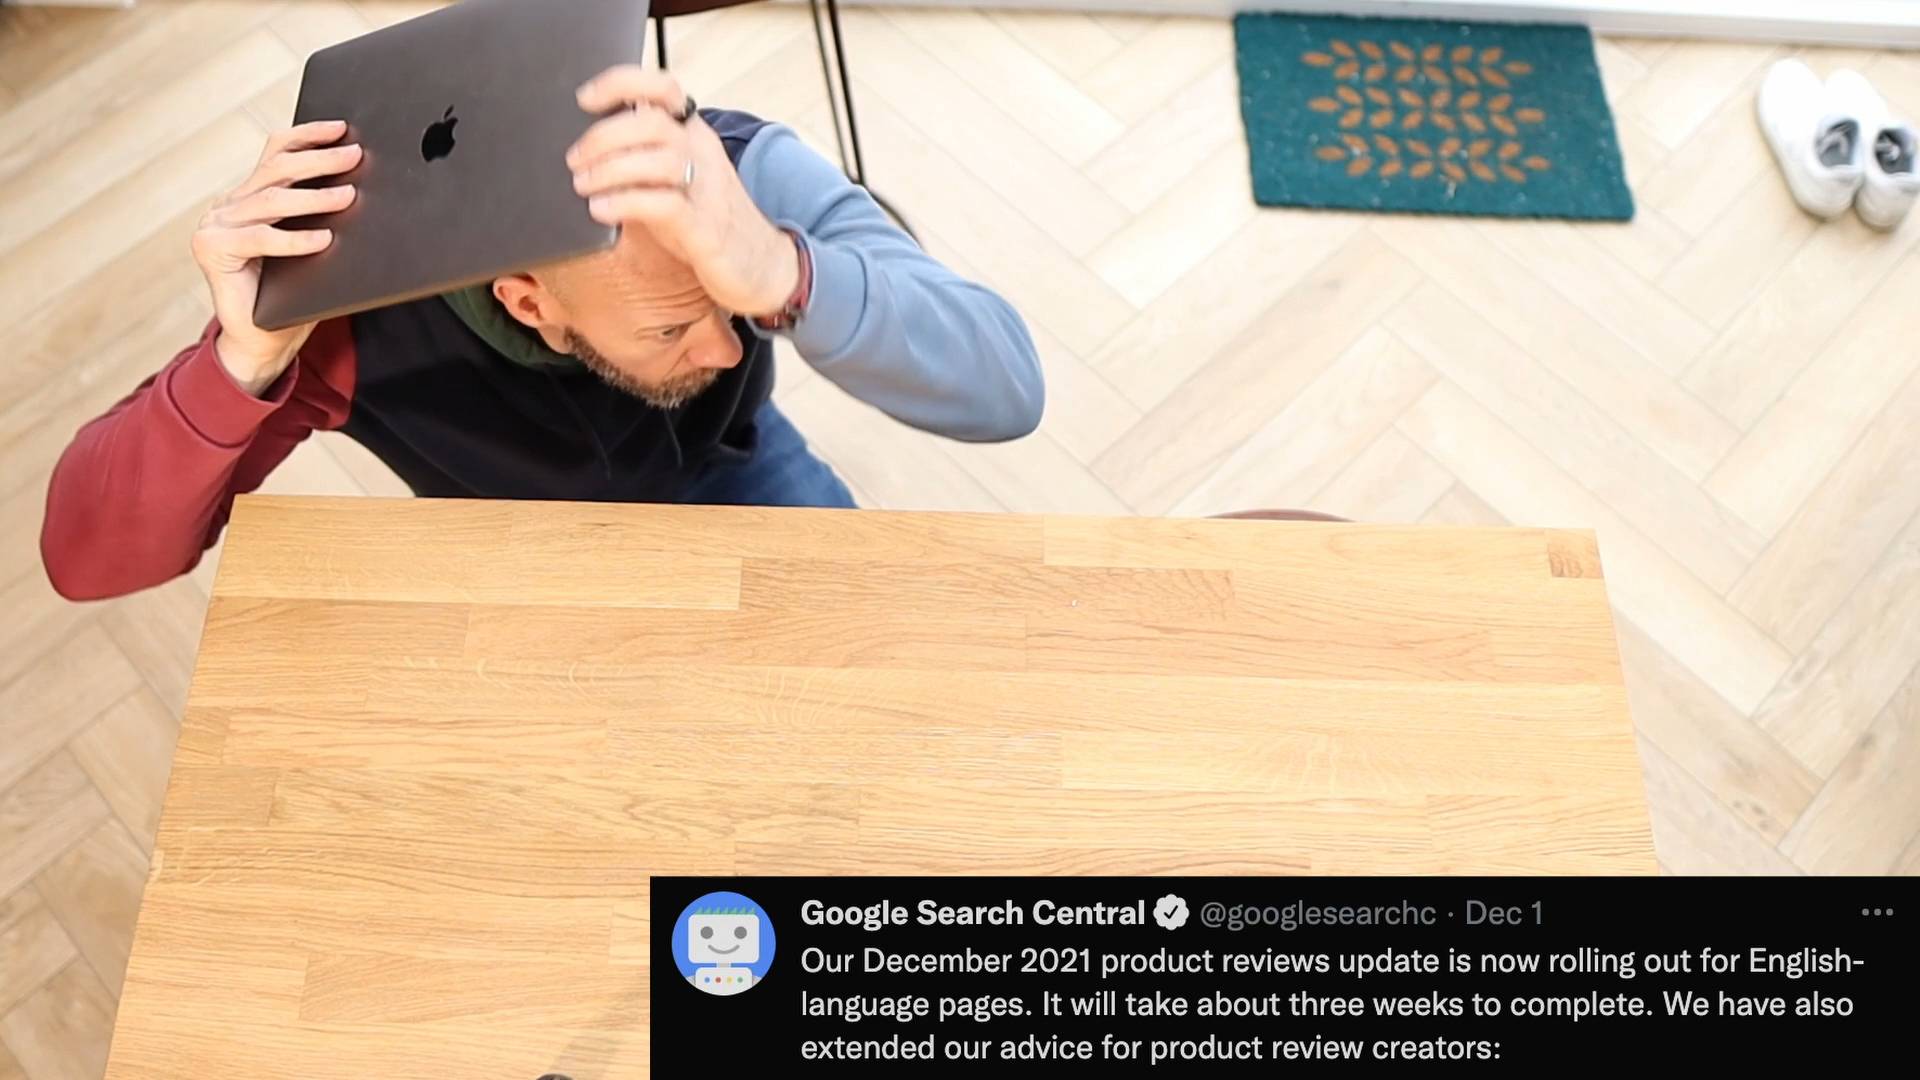 Google Search Central @googlesearchc · Dec 1
Our December 2021 product reviews update is now rolling out for English-
language pages. It will take about three weeks to complete. We have also
extended our advice for product review creators: